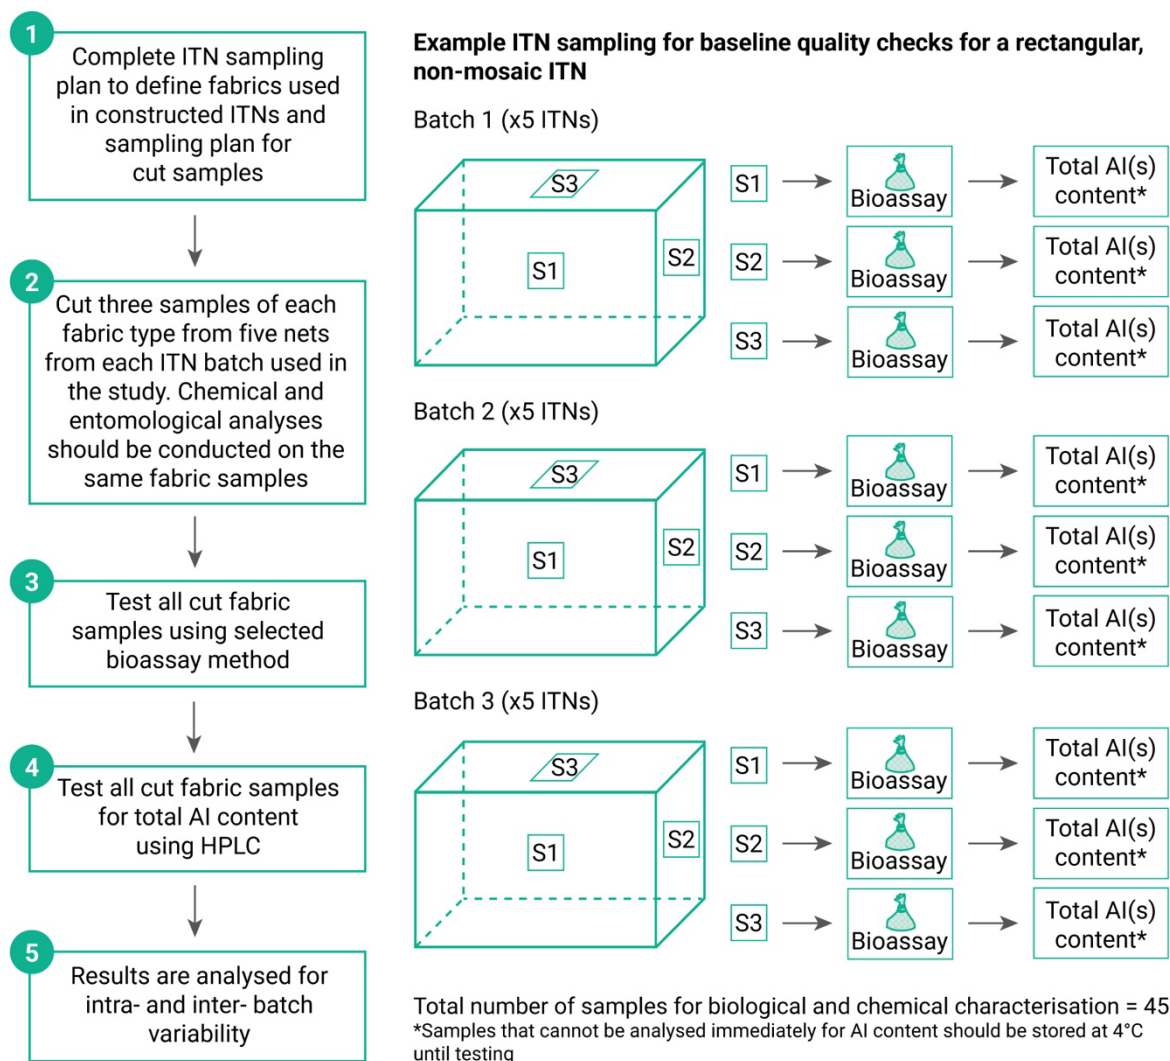 1
Complete ITN sampling
plan to define fabrics used
in constructed ITNs and
sampling plan for
cut samples
2
Cut three samples of each
fabric type from five nets
from each ITN batch used in
the study. Chemical and
entomological analyses
should be conducted on the
same fabric samples
3
Test all cut fabric
samples using selected
bioassay method
4
Test all cut fabric samples
for total AI content
using HPLC
5
Results are analysed for
intra- and inter- batch
variability
Example ITN sampling for baseline quality checks for a rectangular,
non-mosaic ITN
Batch 1 (x5 ITNs)
S3
S1
S2
S1
Bioassay
Total AI(s)
content*
S2
Bioassay
Total AI(s)
content*
S3
Bioassay
Total AI(s)
content*
Batch 2 (x5 ITNs)
S3
S1
S2
S1
Bioassay
Total AI(s)
content*
S2
Bioassay
Total AI(s)
content*
S3
Bioassay
Total AI(s)
content*
Batch 3 (x5 ITNs)
S3
S1
S2
S1
Bioassay
Total AI(s)
content*
S2
Bioassay
Total AI(s)
content*
S3
Bioassay
Total AI(s)
content*
Total number of samples for biological and chemical characterisation = 45
*Samples that cannot be analysed immediately for AI content should be stored at 4°C
until testing